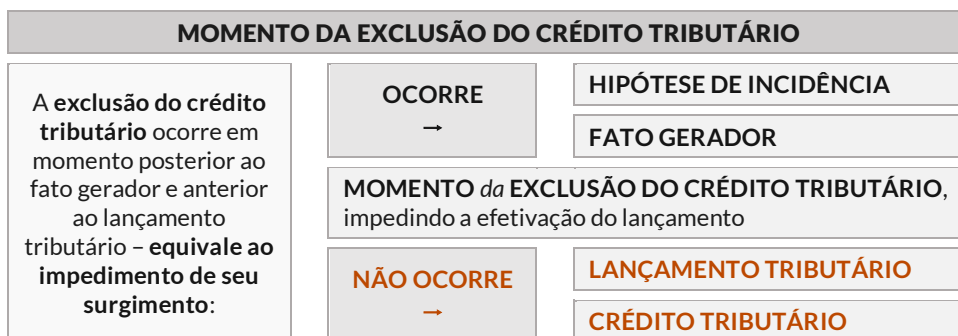 MOMENTO DA EXCLUSÃO DO CRÉDITO TRIBUTÁRIO
A exclusão do crédito
tributário ocorre em
momento posterior ao
fato gerador e anterior
ao lançamento
tributário – equivale ao
impedimento de seu
surgimento:
OCORRE
→
HIPÓTESE DE INCIDÊNCIA
FATO GERADOR
MOMENTO da EXCLUSÃO DO CRÉDITO TRIBUTÁRIO,
impedindo a efetivação do lançamento
NÃO OCORRE
→
LANÇAMENTO TRIBUTÁRIO
CRÉDITO TRIBUTÁRIO